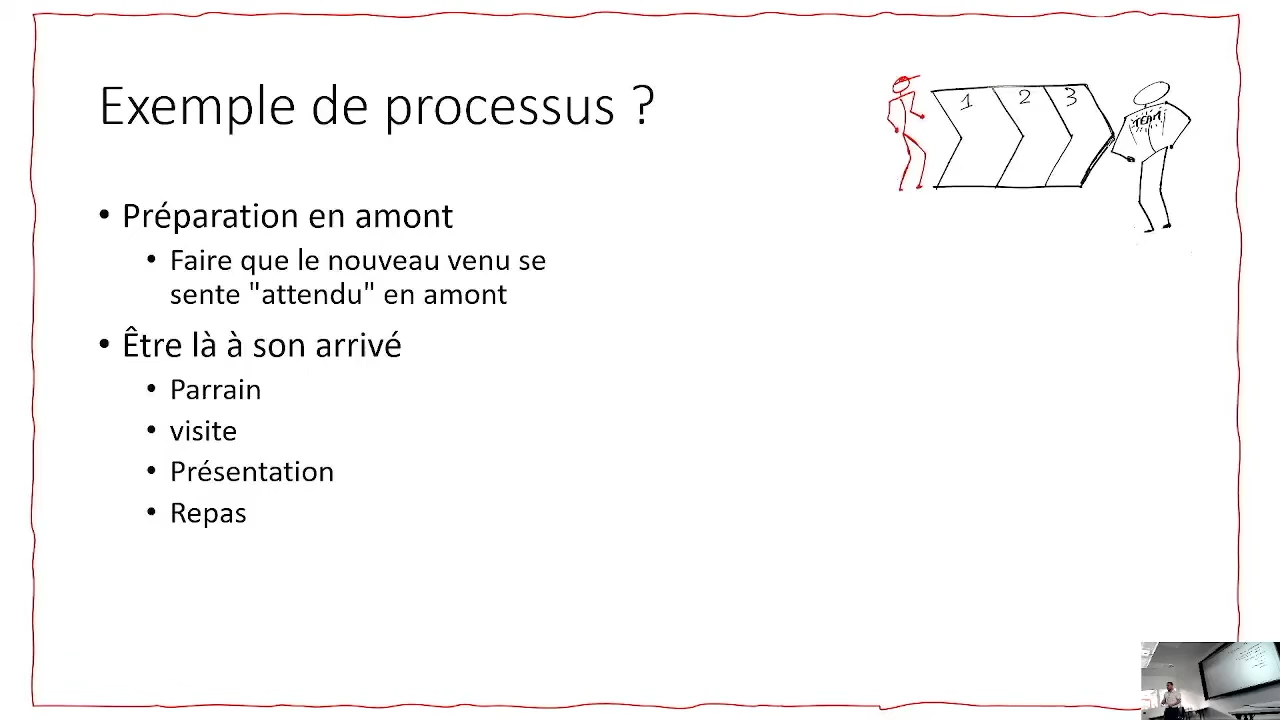 Exemple de processus ?
1 2 3
• Préparation en amont
• Faire que le nouveau venu se
sente "attendu" en amont
• Être là à son arrivé
• Parrain
• visite
• Présentation
• Repas